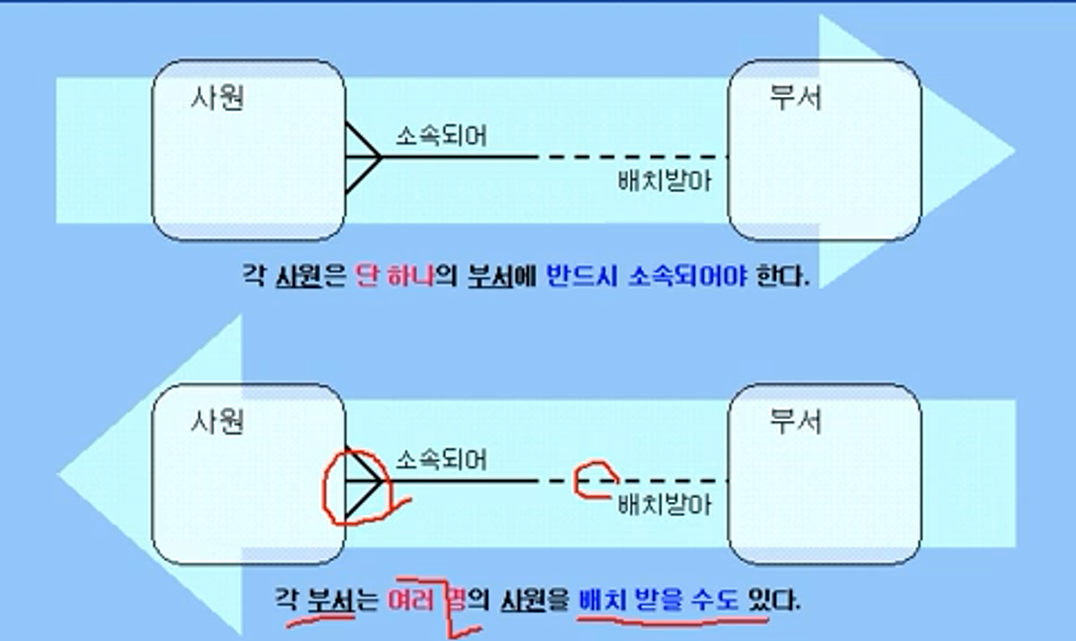 사원
부서
소속되어
배치받아
각 사원은 단 하나의 부서에 반드시 소속되어야 한다.
사원
부서
소속되어
배치받아
각 부서는 여러 명의 사원을 배치 받을 수도 있다.